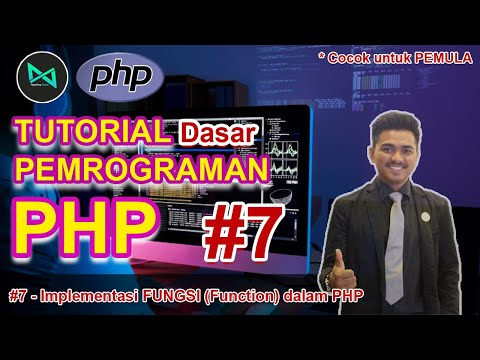 php
* Cocok untuk PEMULA
TUTORIAL Dasar
PEMROGRAMAN
PHP #7
#7 - Implementasi FUNGSI (Function) dalam PHP